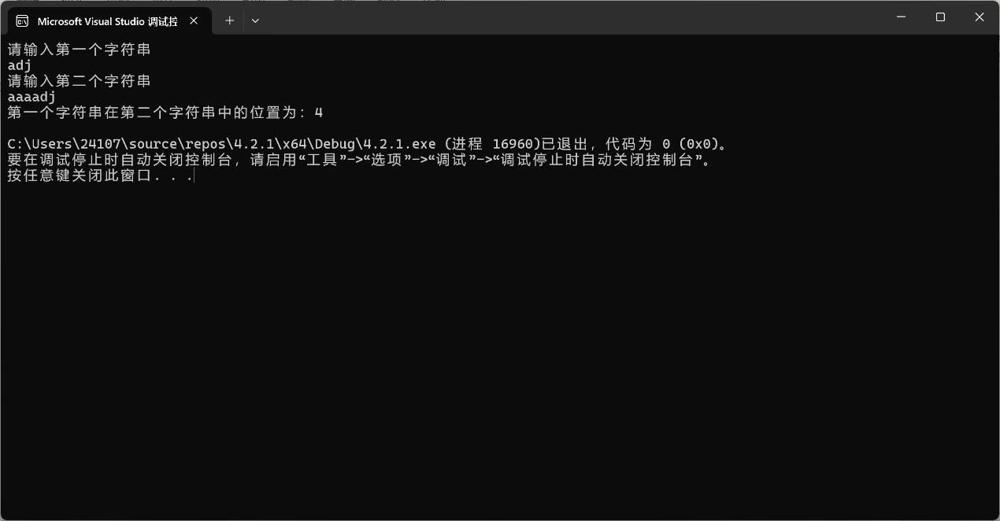 Microsoft Visual Studio 调试控
请输入第一个字符串
adj
请输入第二个字符串
aaaadj
第一个字符串在第二个字符串中的位置为：4
C:\Users\24107\source\repos\4.2.1\x64\Debug\4.2.1.exe (进程 16960)已退出，代码为 0 (0x0)。
要在调试停止时自动关闭控制台，请启用“工具”->“选项”->“调试”->“调试停止时自动关闭控制台”。
按任意键关闭此窗口. . .